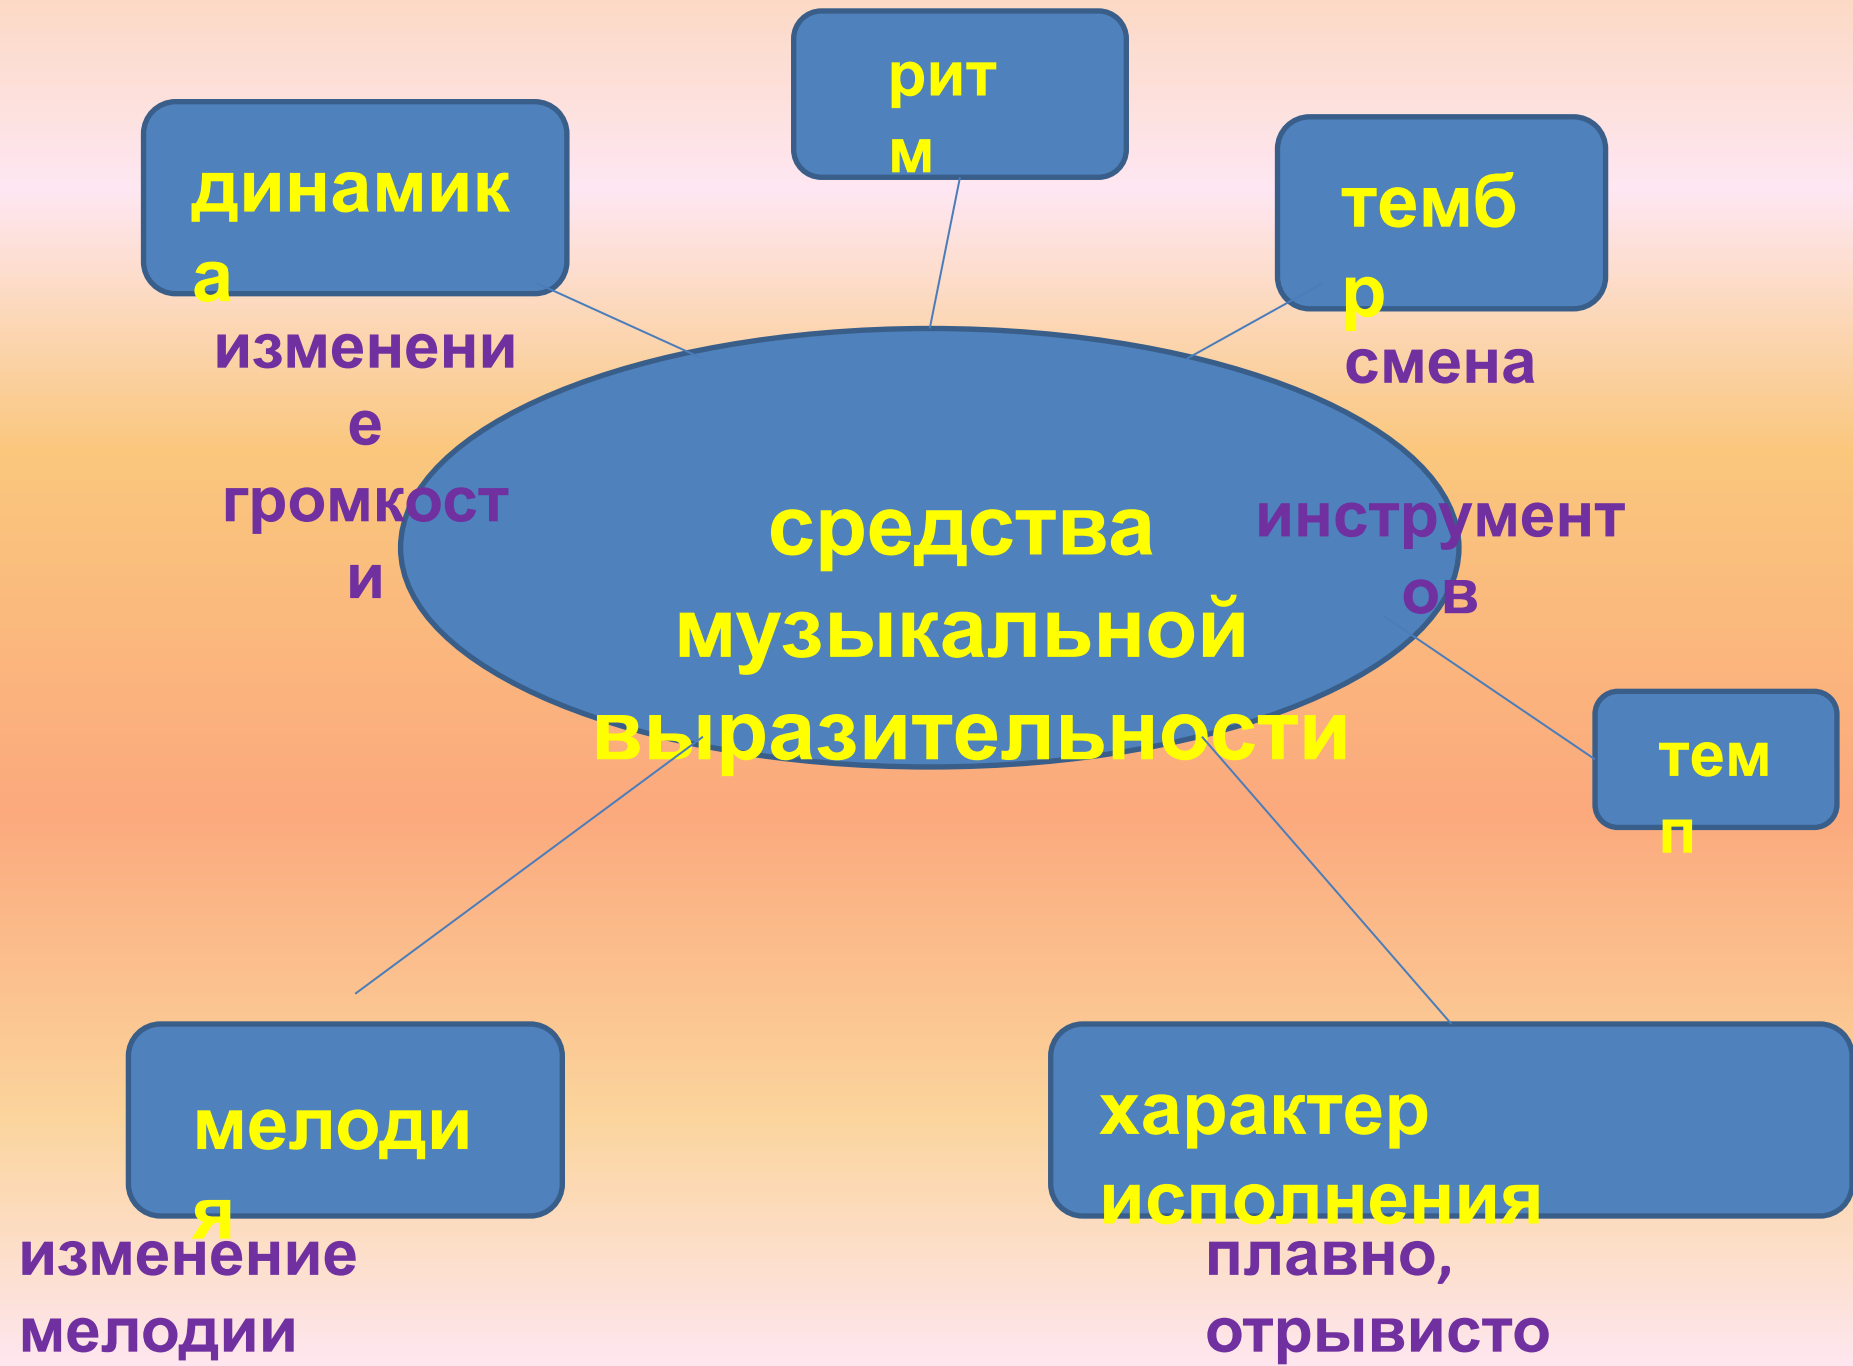 рит
м
динамик
а
изменени
е
громкост
и
темб
р
смена
инструмент
ов
средства
музыкальной
выразительности
тем
п
мелоди
я
изменение
мелодии
характер
исполнения
плавно,
отрывисто